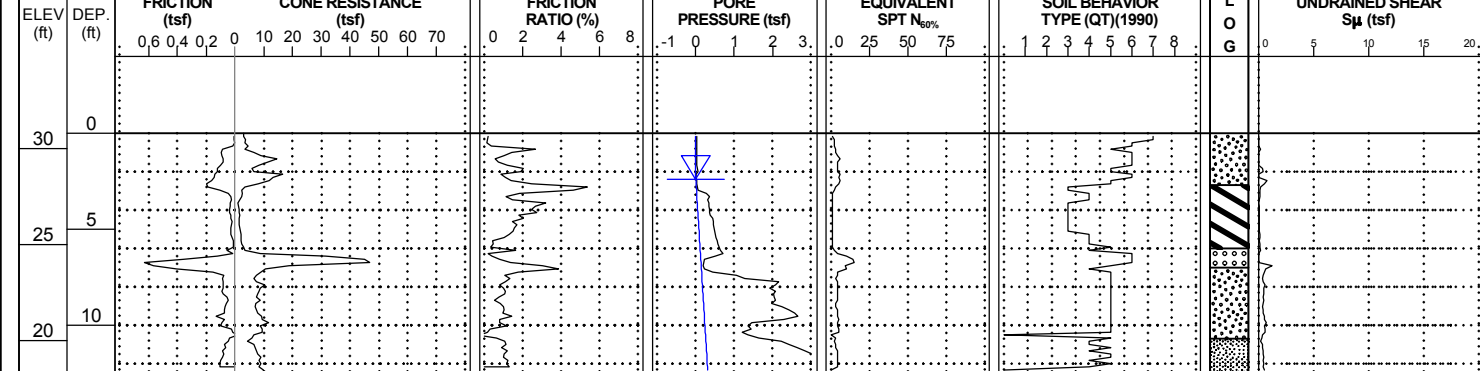 ELEV (ft)
DEP. (ft)
FRICTION (tsf)
CONE RESISTANCE (tsf)
FRICTION RATIO (%)
PORE PRESSURE (tsf)
EQUIVALENT SPT N60%
SOIL BEHAVIOR TYPE (QT)(1990)
L O G
UNDRAINED SHEAR Sμ (tsf)
0.6 0.4 0.2 0 10 20 30 40 50 60 70
0 2 4 6 8
-1 0 1 2 3
0 25 50 75
1 2 3 4 5 6 7 8
0 5 10 15 20
0
30
5
25
10
20